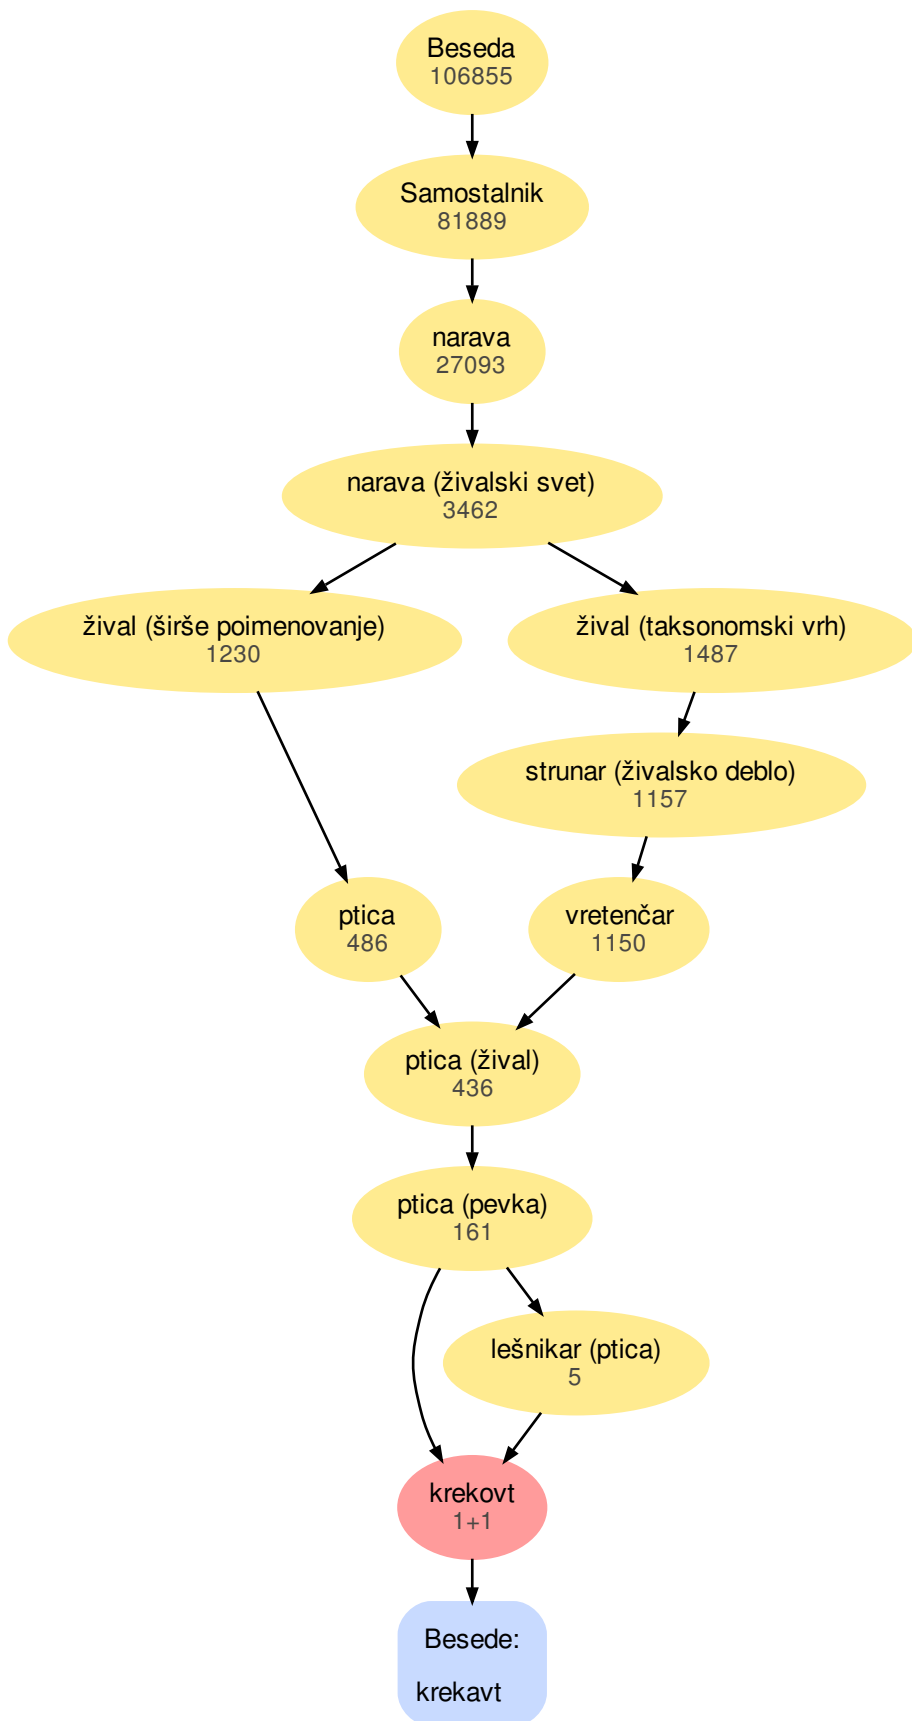 Beseda
106855
Samostalnik
81889
narava
27093
narava (živalski svet)
3462
žival (širše poimenovanje)
1230
žival (taksonomski vrh)
1487
strunar (živalsko deblo)
1157
ptica
486
vretenčar
1150
ptica (žival)
436
ptica (pevka)
161
lešnikar (ptica)
5
krekovt
1+1
Besede:
krekavt